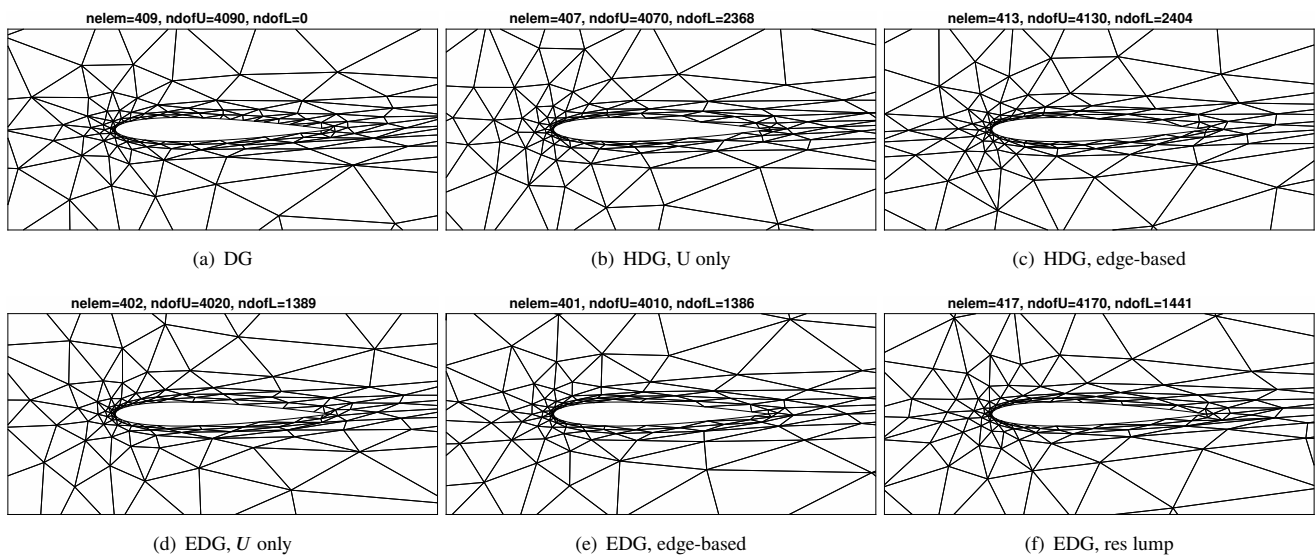 nelem=409, ndofU=4090, ndofL=0
nelem=407, ndofU=4070, ndofL=2368
nelem=413, ndofU=4130, ndofL=2404
(a) DG
(b) HDG, U only
(c) HDG, edge-based
nelem=402, ndofU=4020, ndofL=1389
nelem=401, ndofU=4010, ndofL=1386
nelem=417, ndofU=4170, ndofL=1441
(d) EDG, U only
(e) EDG, edge-based
(f) EDG, res lump